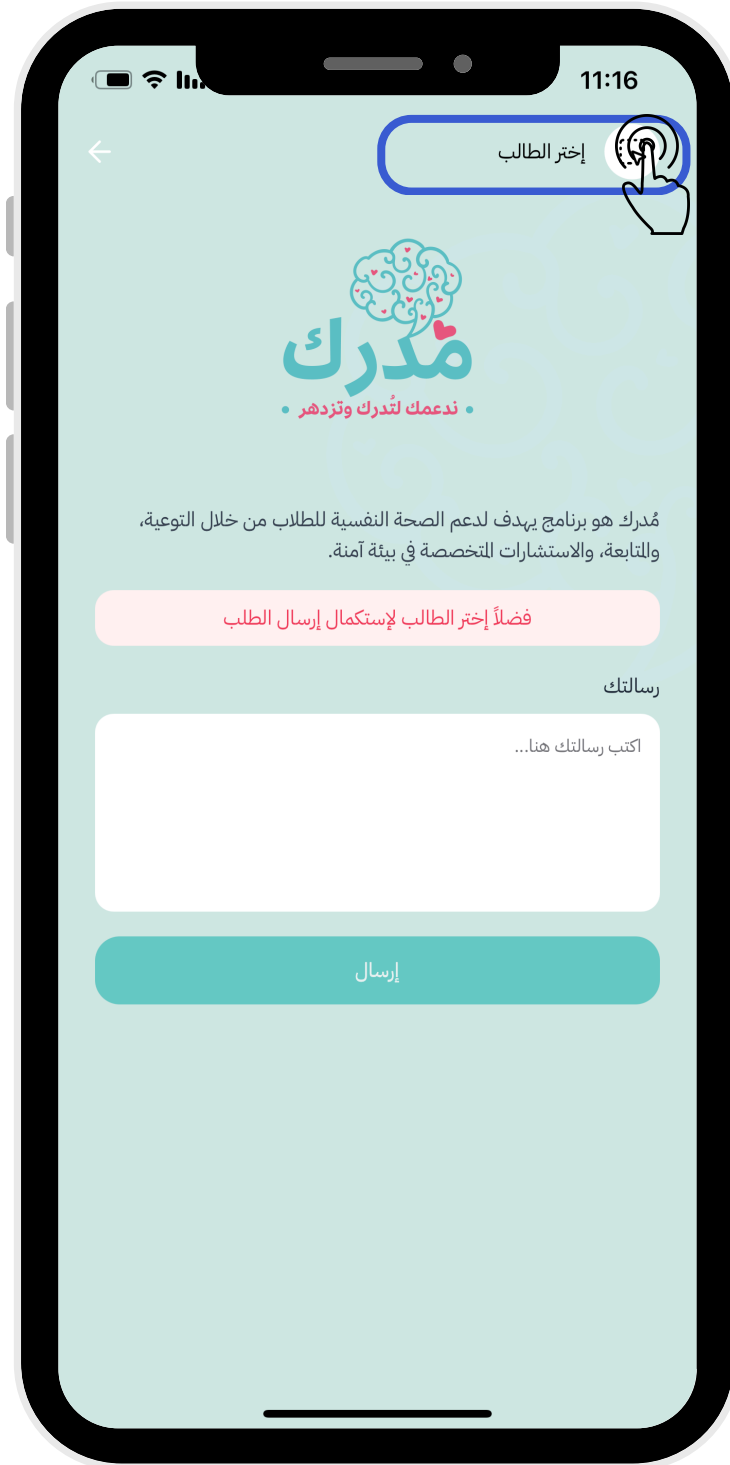 11:16
إختر الطالب
مُدرك
• ندعمك لتُدرك وتزدهر •
مُدرك هو برنامج يهدف لدعم الصحة النفسية للطلاب من خلال التوعية،
والمتابعة، والاستشارات المتخصصة في بيئة آمنة.
فضلاً إختر الطالب لإستكمال إرسال الطلب
رسالتك
اكتب رسالتك هنا...
إرسال